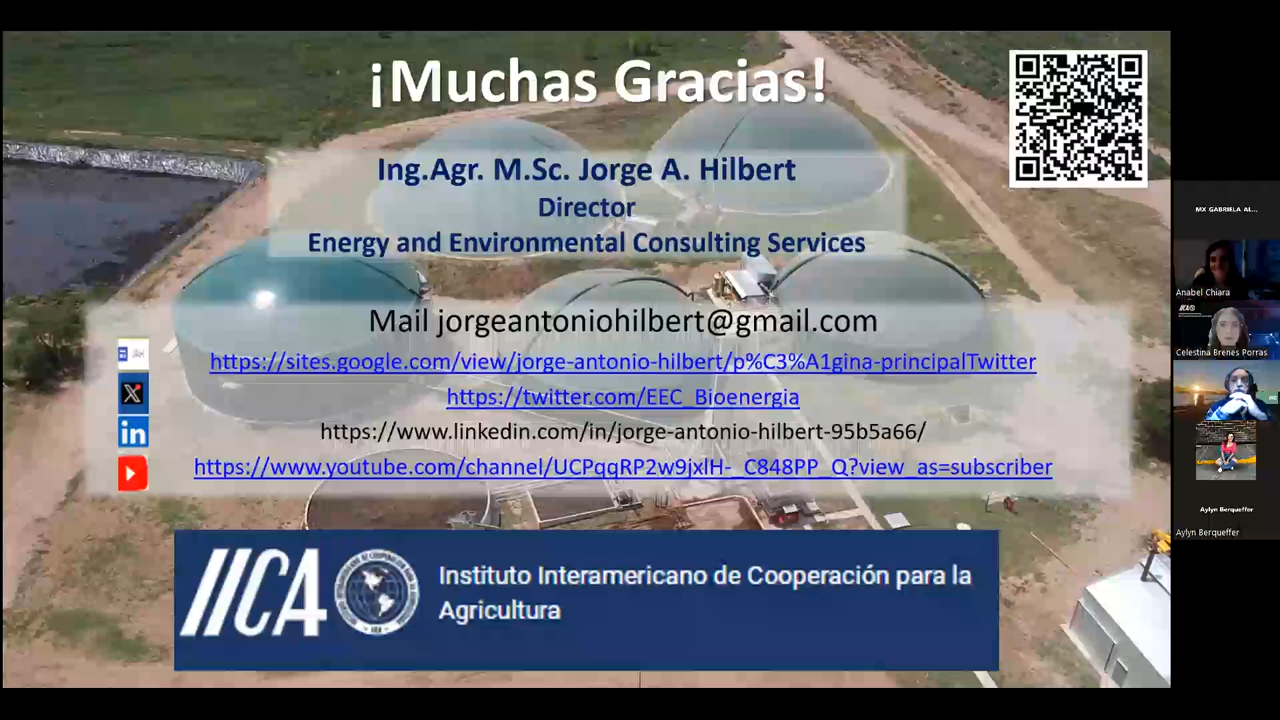 ¡Muchas Gracias!
Ing.Agr. M.Sc. Jorge A. Hilbert
Director
Energy and Environmental Consulting Services
Mail jorgeantoniohilbert@gmail.com
https://sites.google.com/view/jorge-antonio-hilbert/p%C3%A1gina-principalTwitter
https://twitter.com/EEC_Bioenergia
https://www.linkedin.com/in/jorge-antonio-hilbert-95b5a66/
https://www.youtube.com/channel/UCPqqRP2w9jxlH-_C848PP_Q?view_as=subscriber
IICA
Instituto Interamericano de Cooperación para la
Agricultura
MX GABRIELA AL...
Anabel Chiara
Celestina Brenes Porras
Aylyn Berqueffer
Aylyn Berqueffer